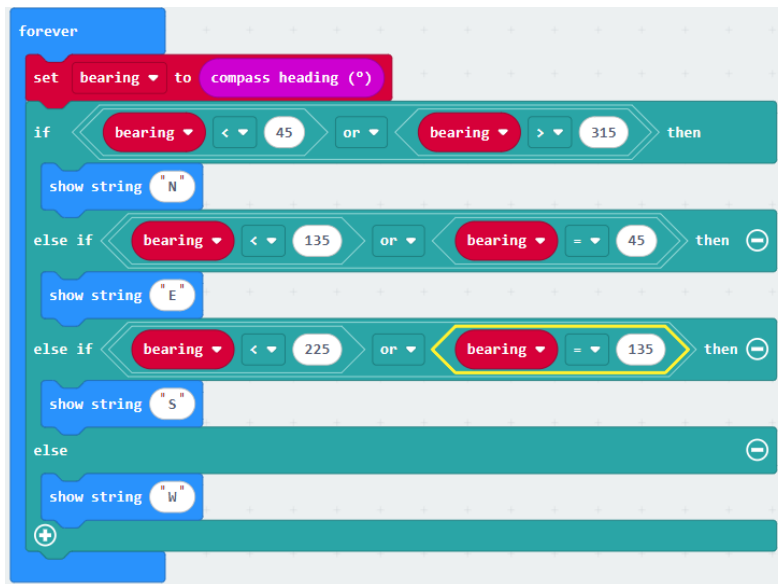 forever
set bearing to compass heading (°)
if bearing < 45 or bearing > 315 then
show string "N"
else if bearing < 135 or bearing = 45 then
show string "E"
else if bearing < 225 or bearing = 135 then
show string "S"
else
show string "W"